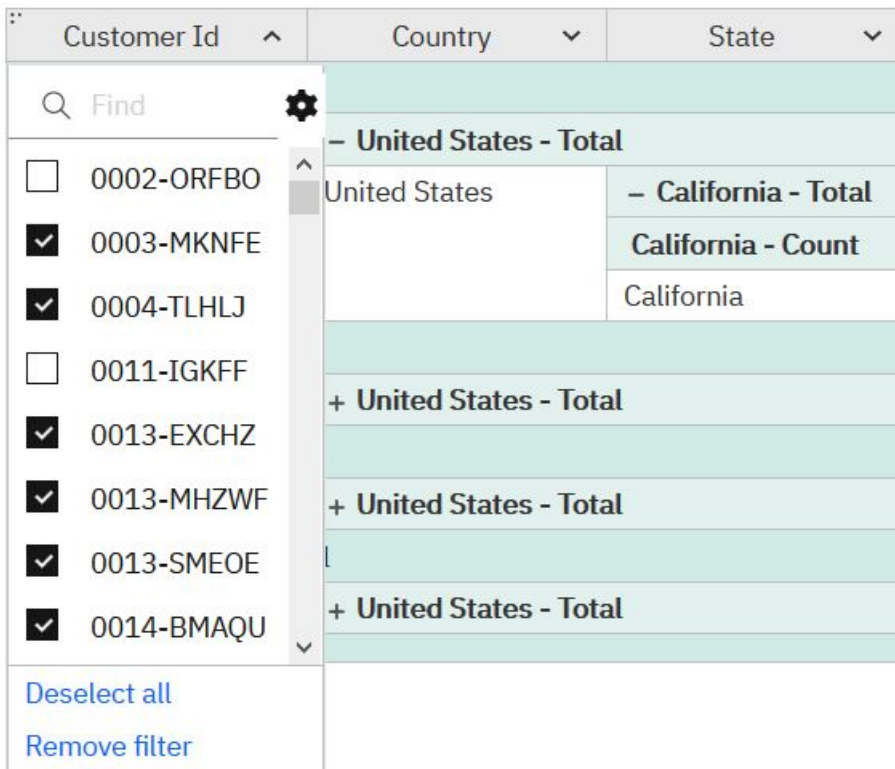 Customer Id Country State
Find
0002-ORFBO
0003-MKNFE
0004-TLHLJ
0011-IGKFF
0013-EXCHZ
0013-MHZWF
0013-SMEOE
0014-BMAQU
Deselect all
Remove filter
– United States - Total
United States – California - Total
California - Count
California
+ United States - Total
+ United States - Total
+ United States - Total